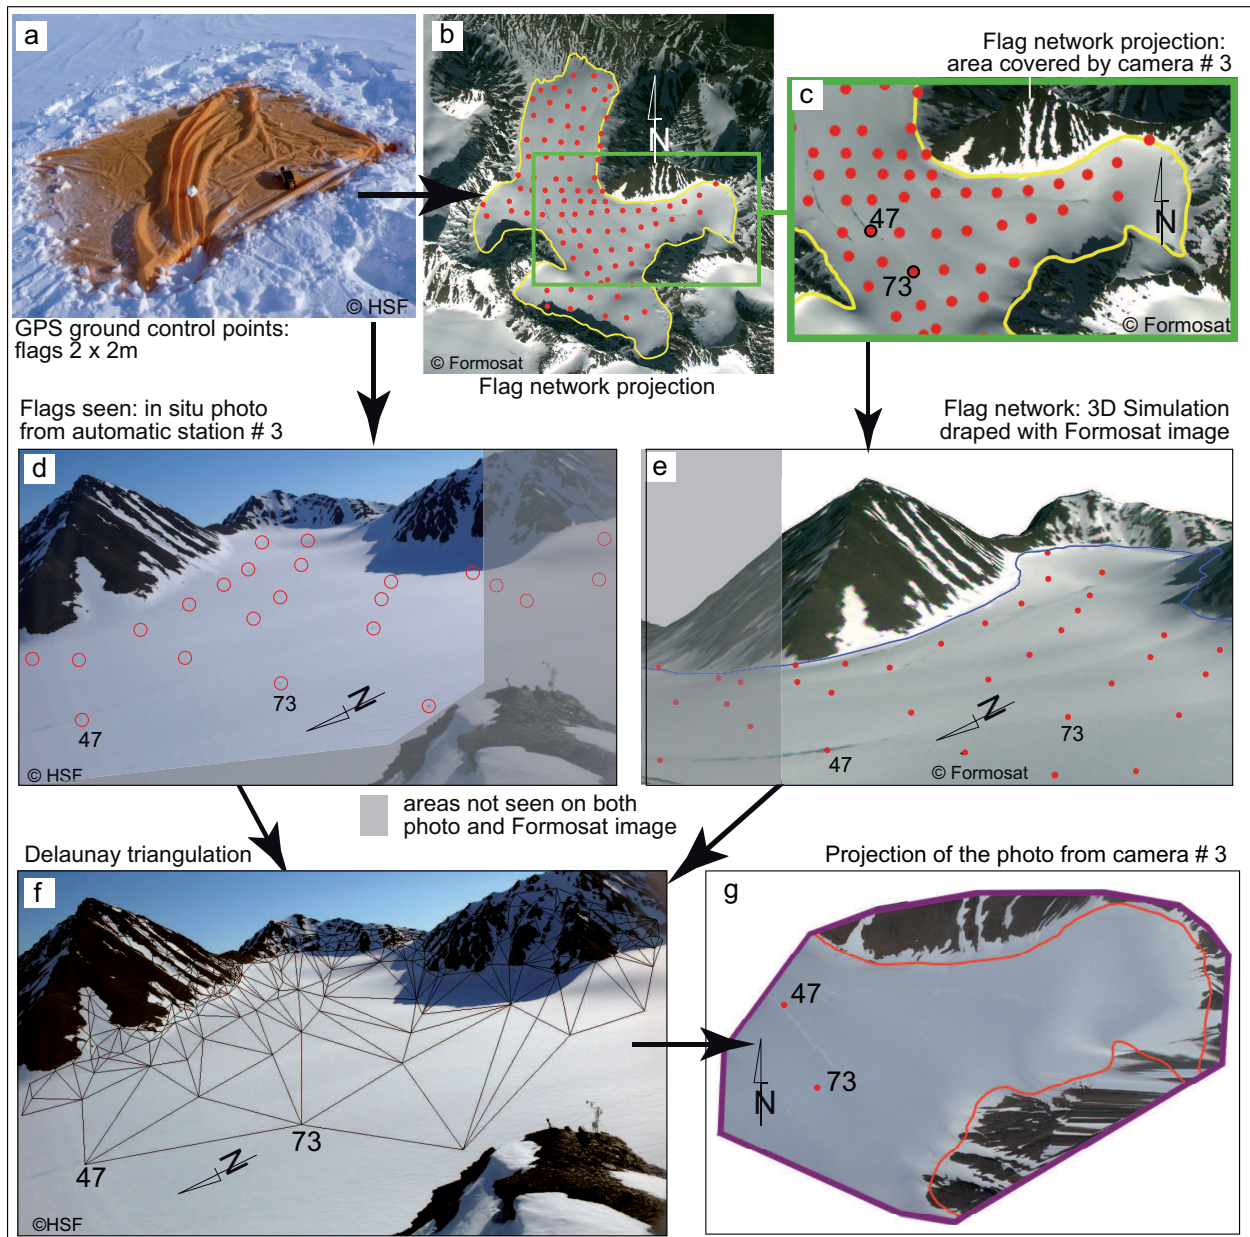 a
© HSF
GPS ground control points:
flags 2 x 2m
b
N
© Formosat
Flag network projection
Flag network projection:
area covered by camera # 3
c
47
73
N
© Formosat
Flags seen: in situ photo
from automatic station # 3
d
47
73
N
© HSF
Flag network: 3D Simulation
draped with Formosat image
e
47
73
N
© Formosat
areas not seen on both
photo and Formosat image
Delaunay triangulation
f
47
73
N
©HSF
Projection of the photo from camera # 3
g
47
73
N